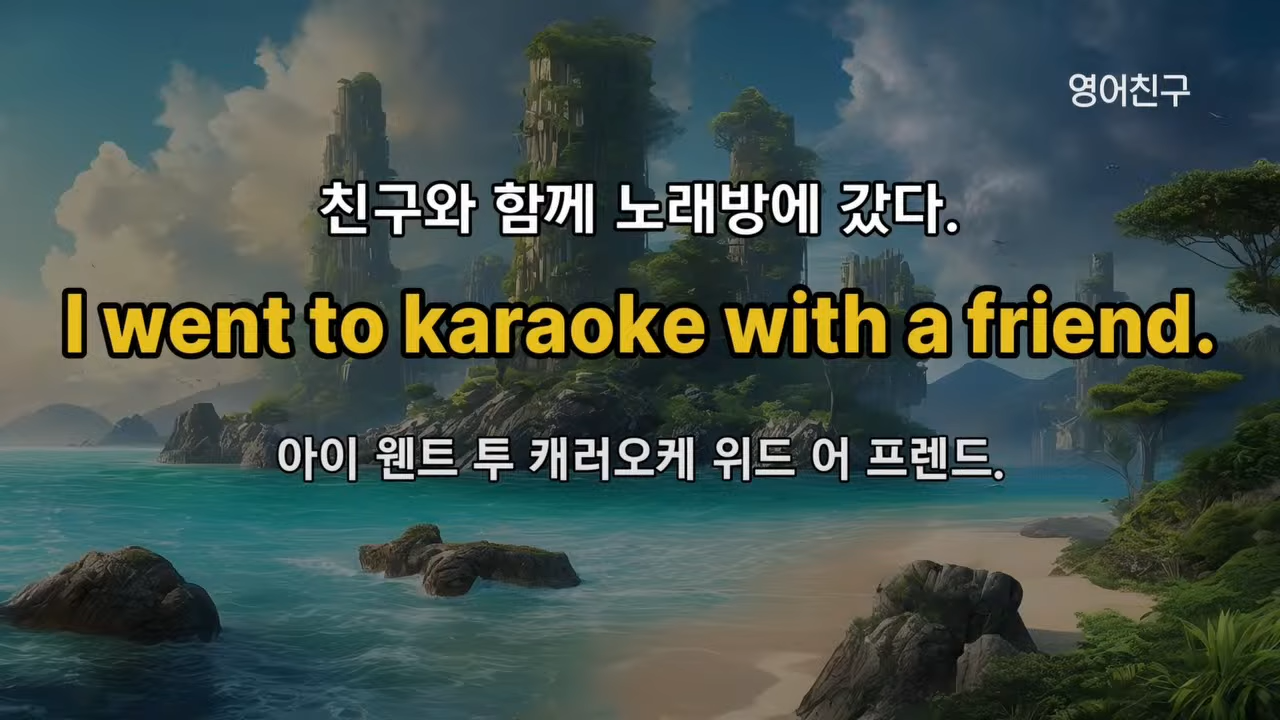 영어친구
친구와 함께 노래방에 갔다.
I went to karaoke with a friend.
아이 웬트 투 캐러오케 위드 어 프렌드.